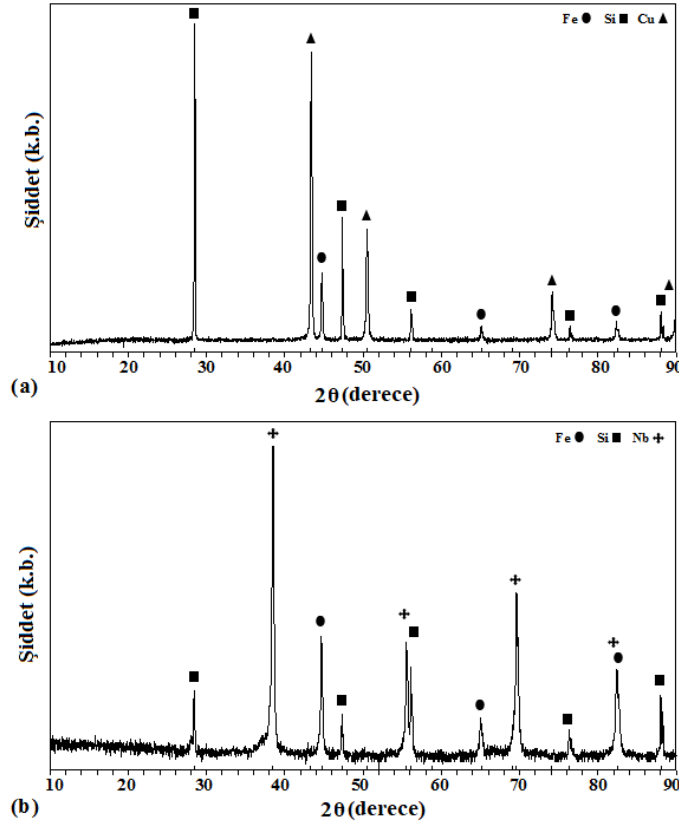 Fe ● Si ■ Cu ▲
Şiddet (k.b.)
10 20 30 40 50 60 70 80 90
(a)
2θ (derece)
Fe ● Si ■ Nb ✢
Şiddet (k.b.)
10 20 30 40 50 60 70 80 90
(b)
2θ (derece)